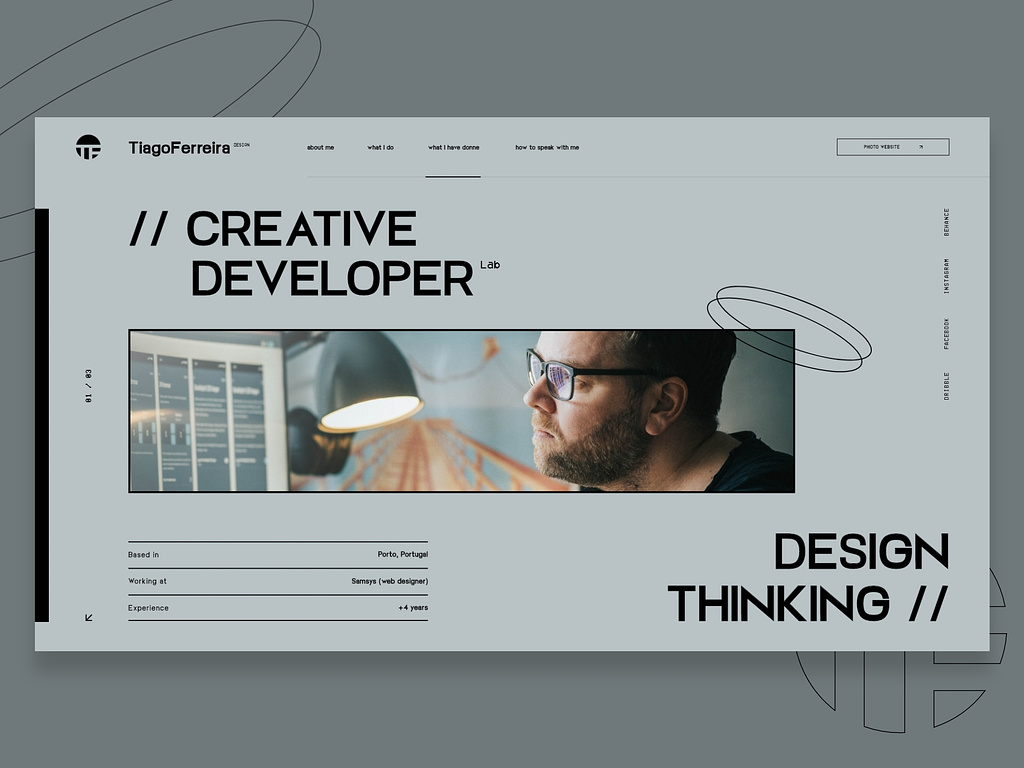 TiagoFerreira DESIGN
about me
what I do
what I have donne
how to speak with me
PHOTO WEBSITE
// CREATIVE
DEVELOPER Lab
BEHANCE
INSTAGRAM
FACEBOOK
DRIBBLE
01 / 03
Based in Porto, Portugal
Working at Samsys (web designer)
Experience +4 years
DESIGN
THINKING //